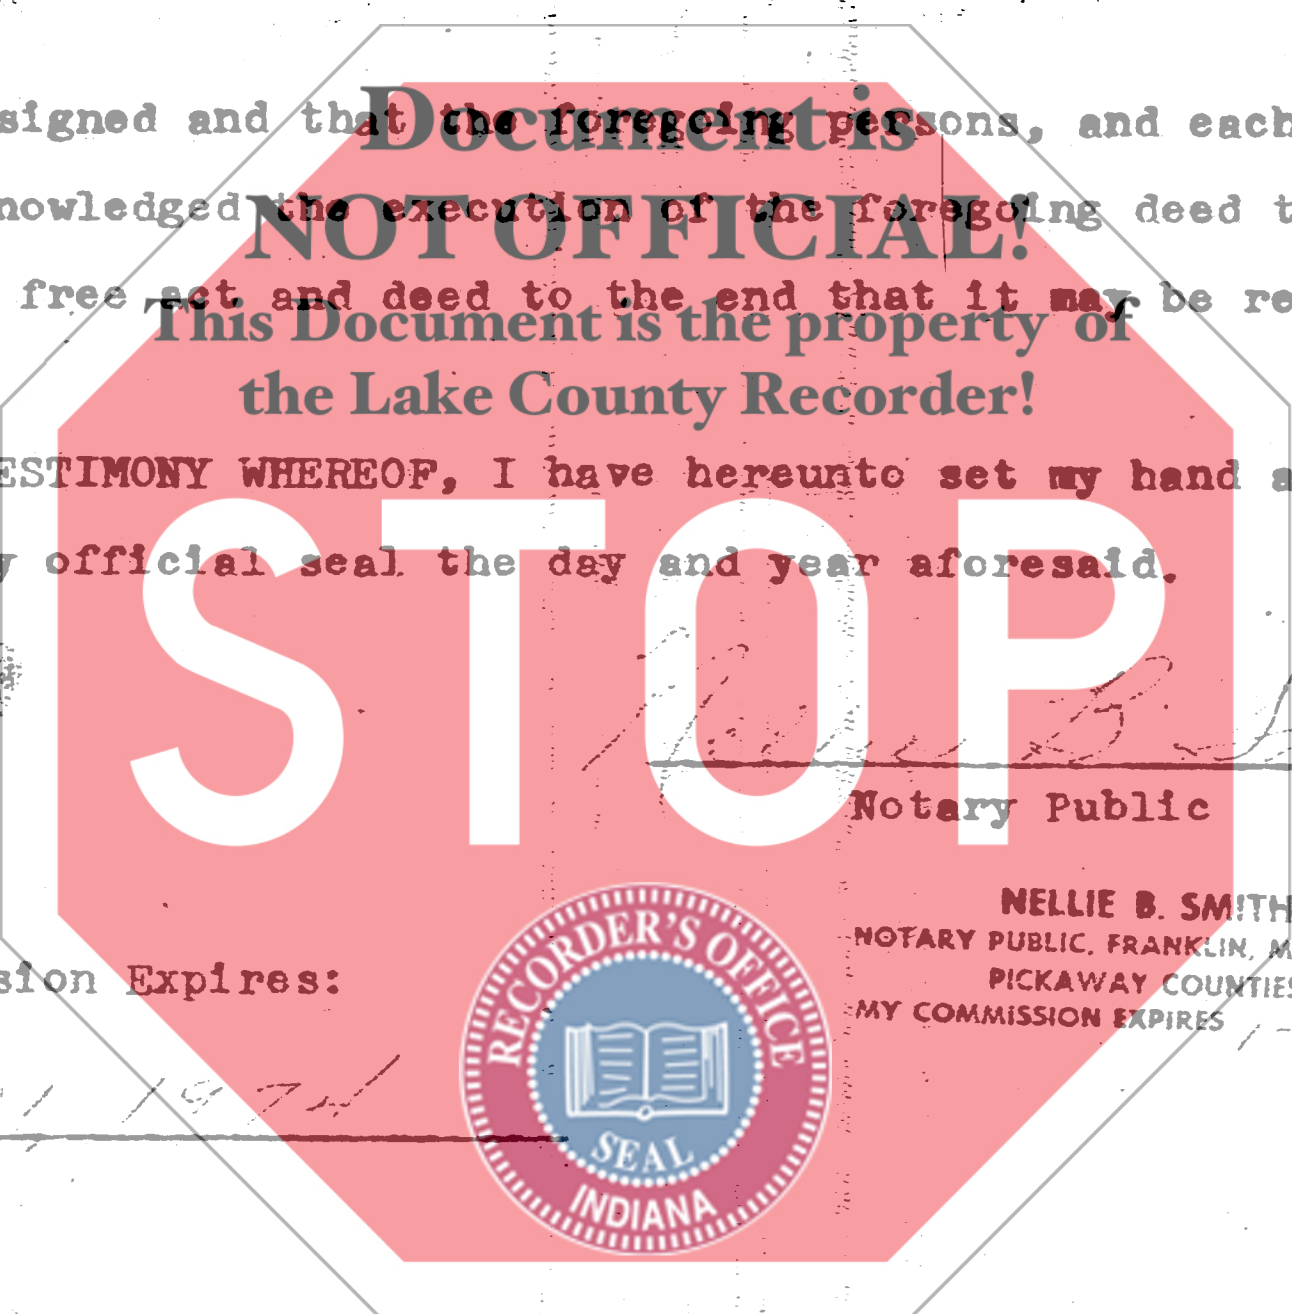 signed and that the foregoing persons, and each
Document is
nowledged the execution of the foregoing deed t
NOT OFFICIAL!
free act and deed to the end that it may be re
This Document is the property of
the Lake County Recorder!
ESTIMONY WHEREOF, I have hereunto set my hand a
y official seal the day and year aforesaid.
STOP
Notary Public
NELLIE B. SMITH
NOTARY PUBLIC, FRANKLIN, M
PICKAWAY COUNTIES
MY COMMISSION EXPIRES
sion Expires:
1974
RECORDER'S OFFICE
SEAL
INDIANA